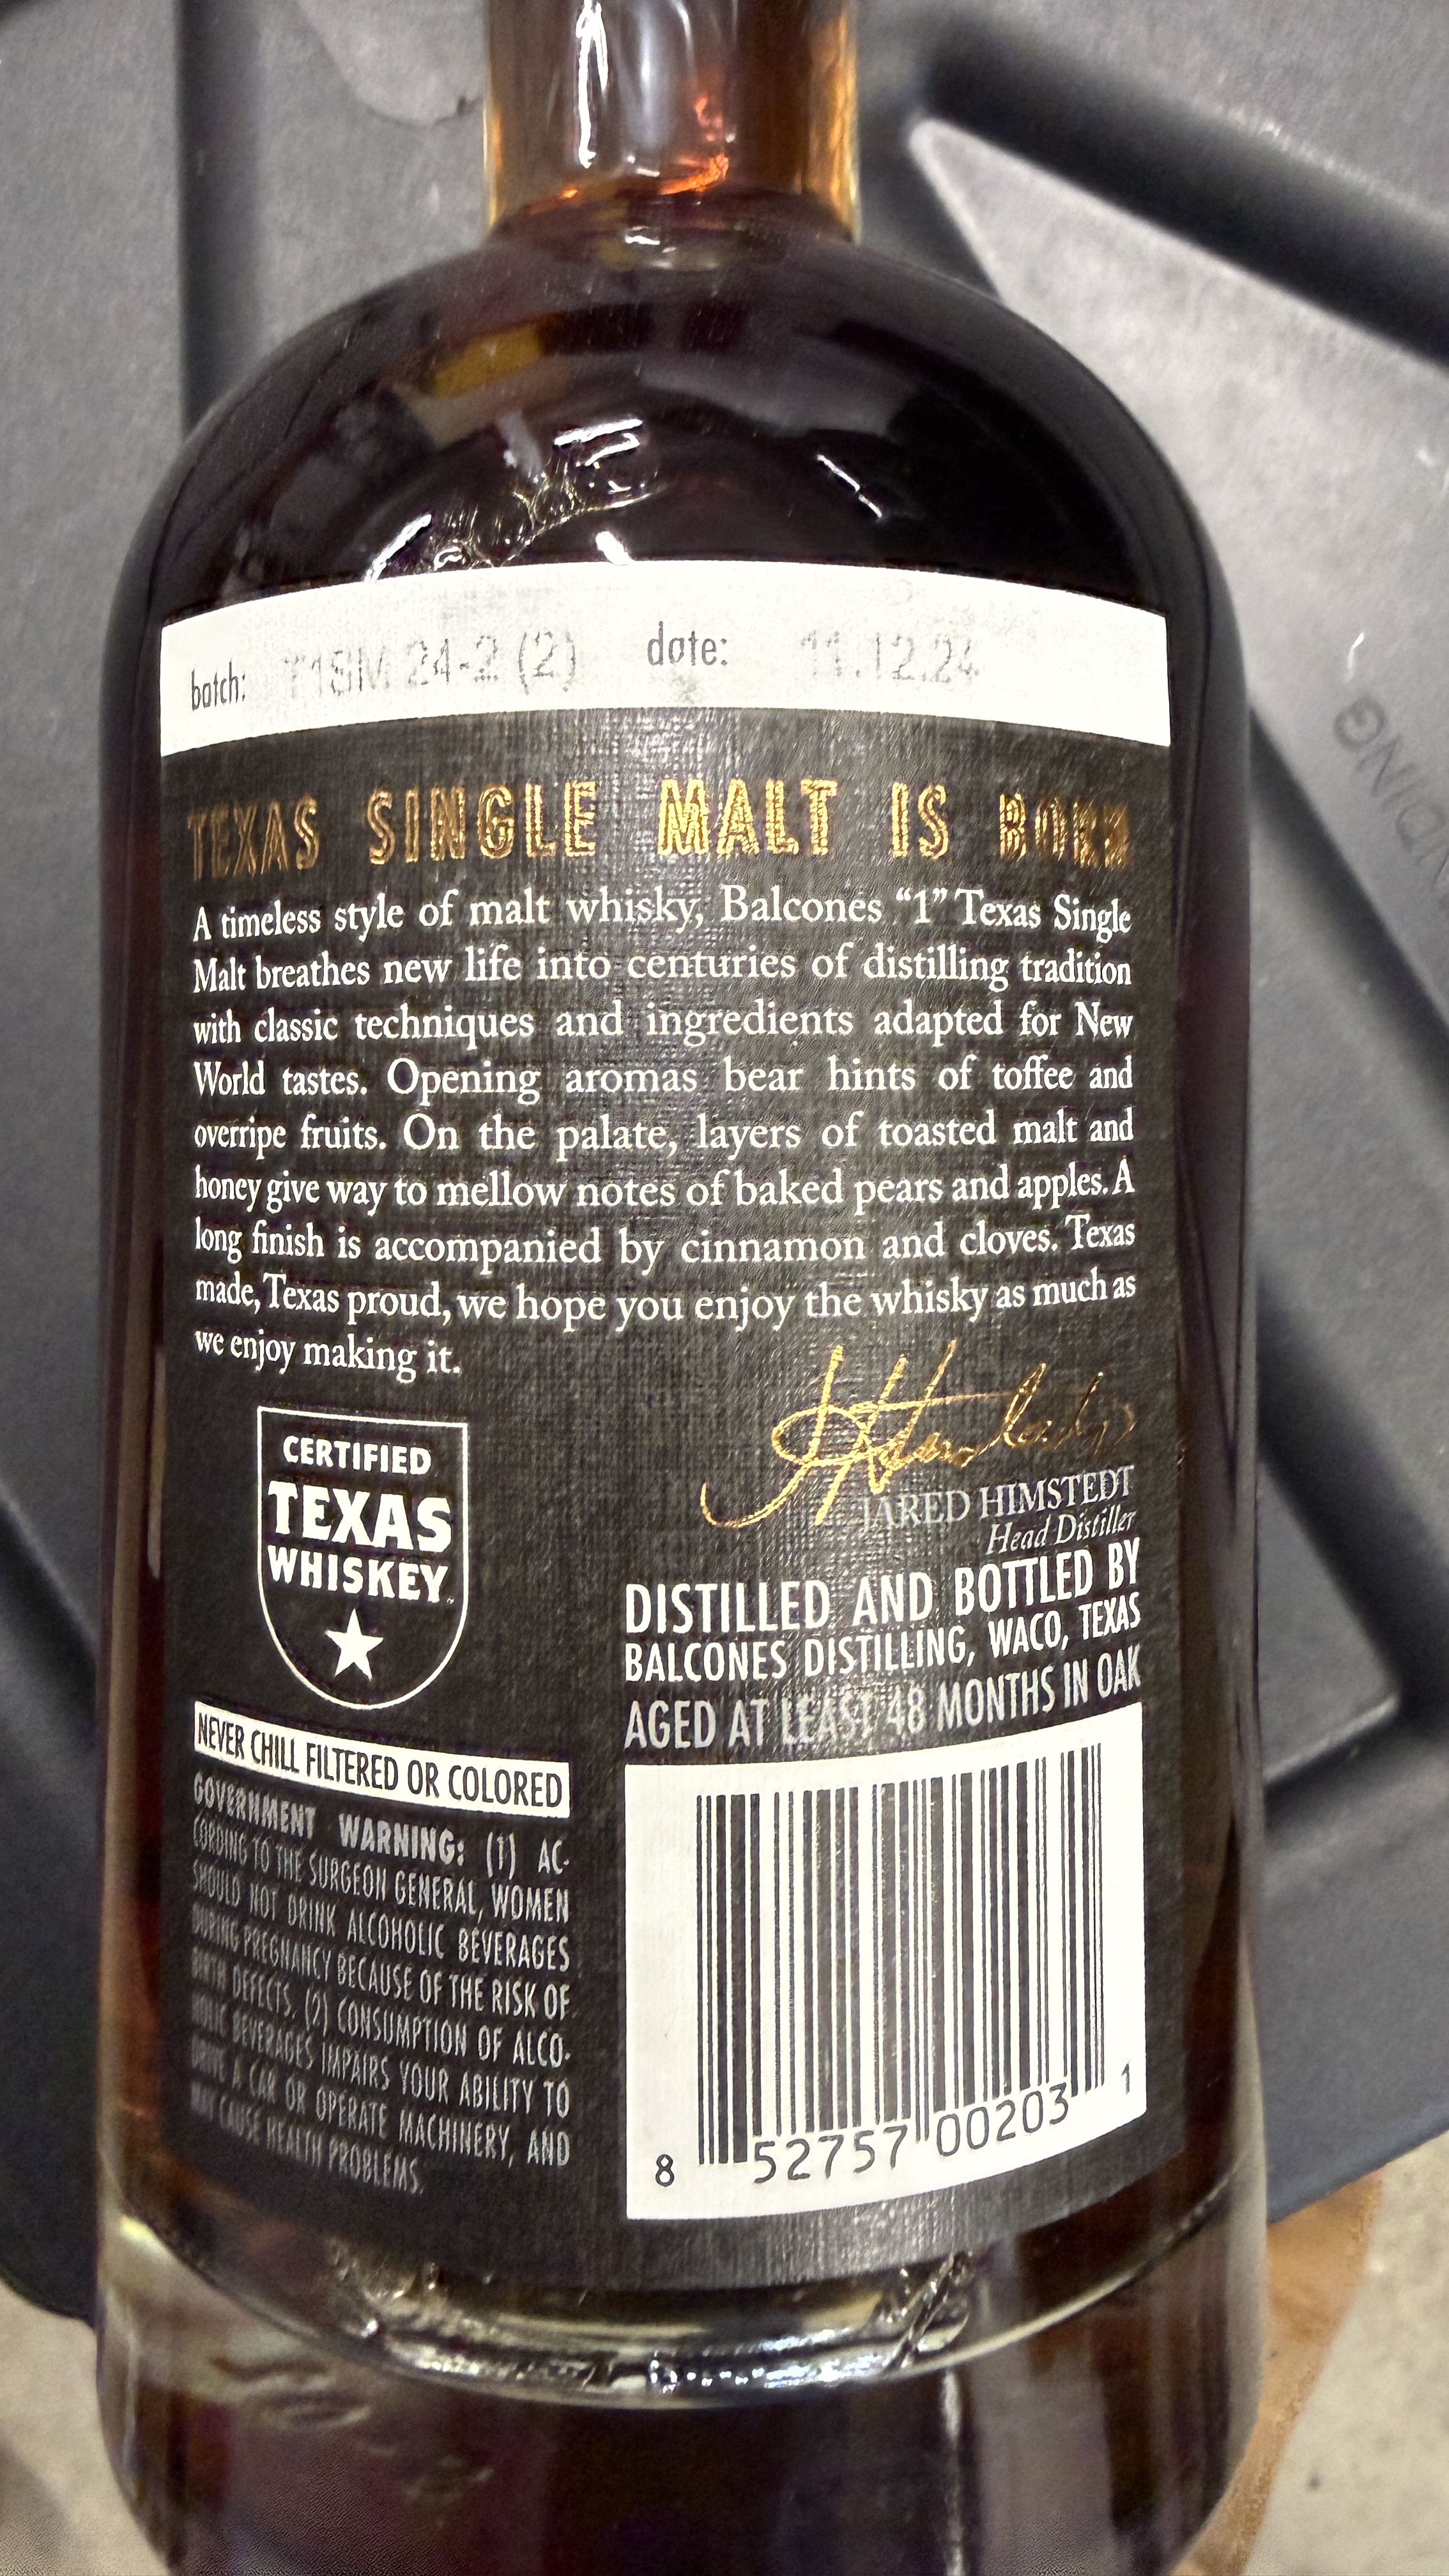 batch: T1SM 24-2 (2) date: 11.12.24
TEXAS SINGLE MALT IS BORN
A timeless style of malt whisky, Balcones “1” Texas Single
Malt breathes new life into centuries of distilling tradition
with classic techniques and ingredients adapted for New
World tastes. Opening aromas bear hints of toffee and
overripe fruits. On the palate, layers of toasted malt and
honey give way to mellow notes of baked pears and apples. A
long finish is accompanied by cinnamon and cloves. Texas
made, Texas proud, we hope you enjoy the whisky as much as
we enjoy making it.
CERTIFIED
TEXAS
WHISKEY
JARED HIMSTEDT
Head Distiller
DISTILLED AND BOTTLED BY
BALCONES DISTILLING, WACO, TEXAS
AGED AT LEAST 48 MONTHS IN OAK
NEVER CHILL FILTERED OR COLORED
GOVERNMENT WARNING: (1) AC-
CORDING TO THE SURGEON GENERAL, WOMEN
SHOULD NOT DRINK ALCOHOLIC BEVERAGES
DURING PREGNANCY BECAUSE OF THE RISK OF
BIRTH DEFECTS. (2) CONSUMPTION OF ALCO-
HOLIC BEVERAGES IMPAIRS YOUR ABILITY TO
DRIVE A CAR OR OPERATE MACHINERY, AND
MAY CAUSE HEALTH PROBLEMS.
8 52757 00203 1